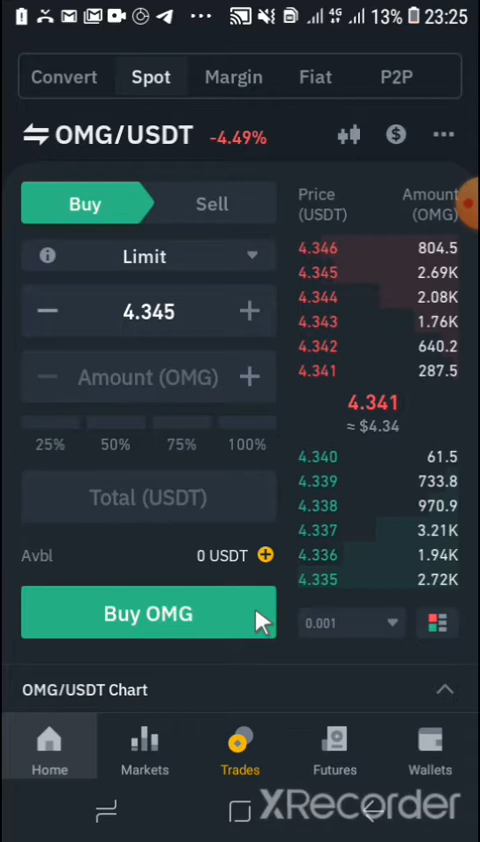 4G 13% 23:25
Convert Spot Margin Fiat P2P
OMG/USDT -4.49%
Buy Sell
Price (USDT) Amount (OMG)
Limit
4.346 804.5
4.345 2.69K
4.345
4.344 2.08K
4.343 1.76K
4.342 640.2
Amount (OMG)
4.341 287.5
4.341
≈ $4.34
25% 50% 75% 100%
4.340 61.5
4.339 733.8
Total (USDT)
4.338 970.9
4.337 3.21K
Avbl 0 USDT
4.336 1.94K
4.335 2.72K
Buy OMG
0.001
OMG/USDT Chart
Home Markets Trades Futures Wallets
XRecorder